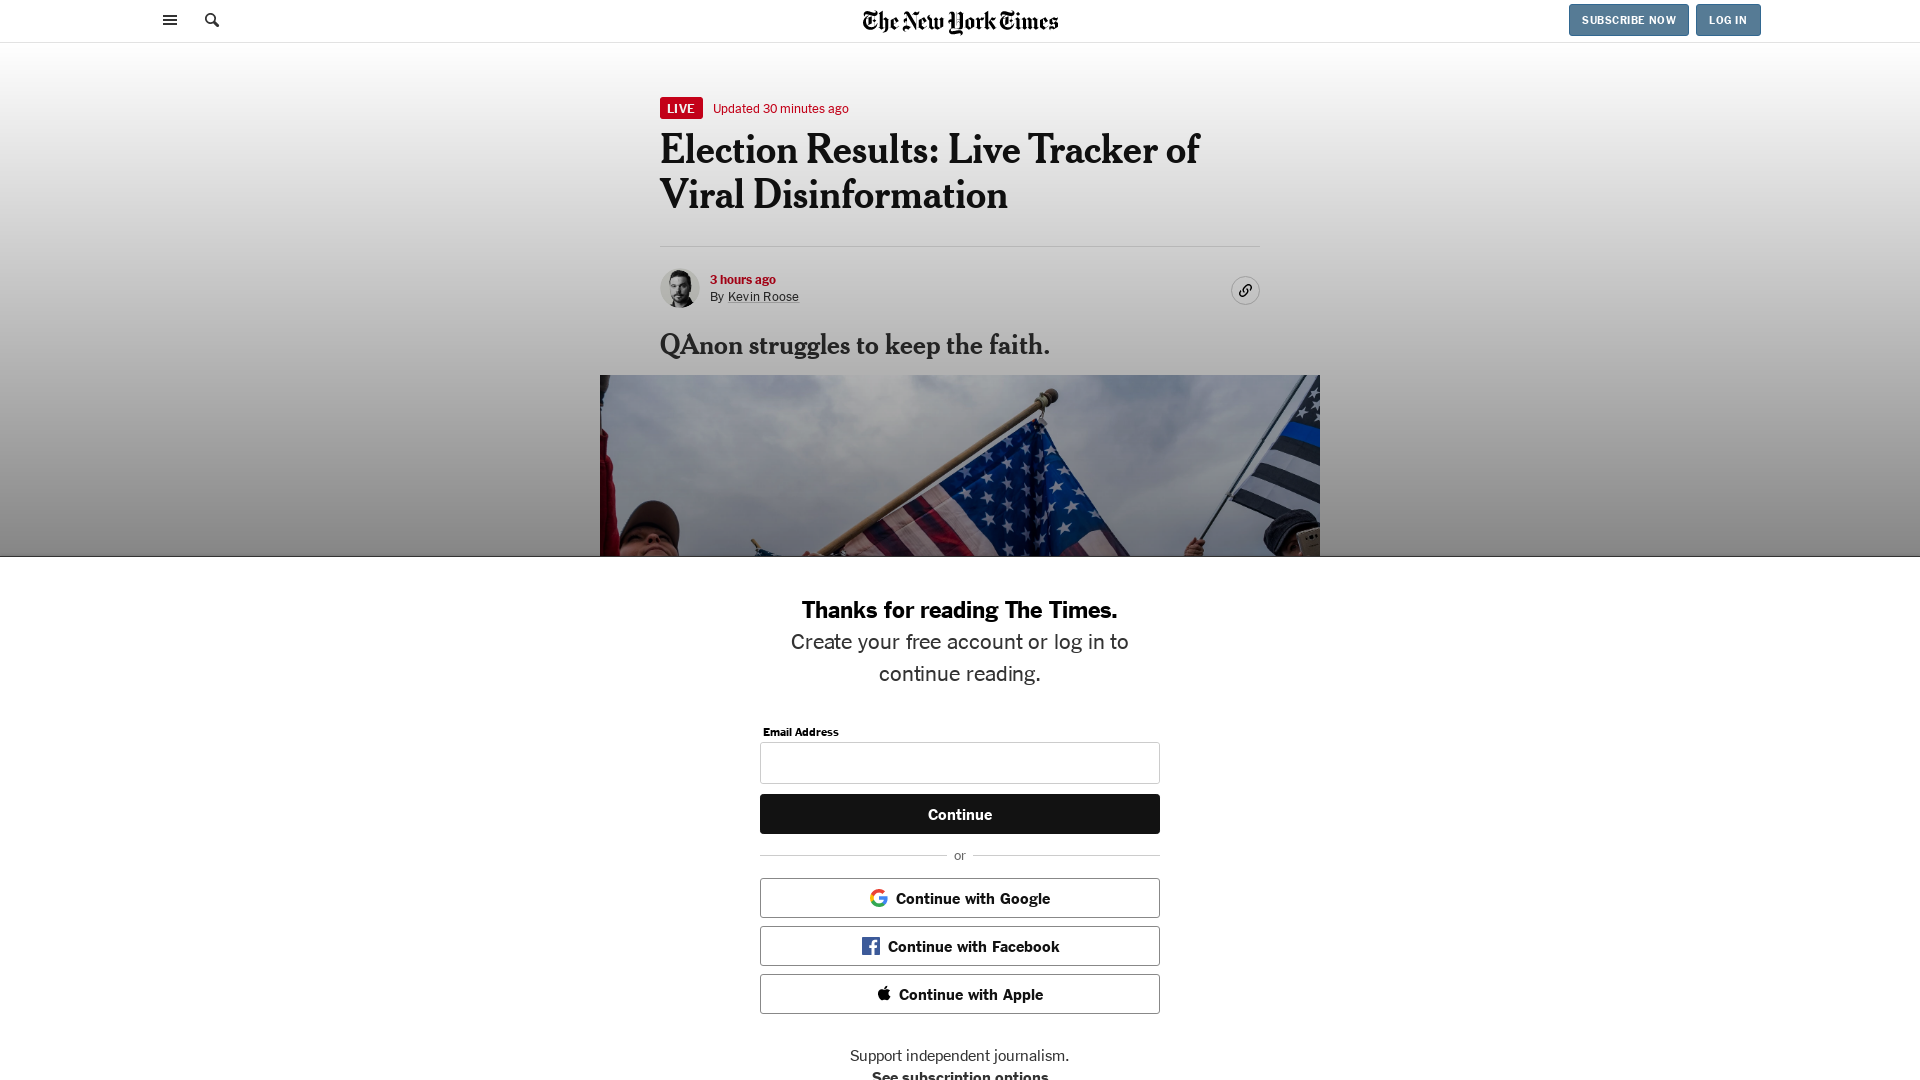 The New York Times
SUBSCRIBE NOW
LOG IN
LIVE
Updated 30 minutes ago
Election Results: Live Tracker of
Viral Disinformation
3 hours ago
By Kevin Roose
QAnon struggles to keep the faith.
Thanks for reading The Times.
Create your free account or log in to
continue reading.
Email Address
Continue
or
Continue with Google
Continue with Facebook
Continue with Apple
Support independent journalism.
See subscription options